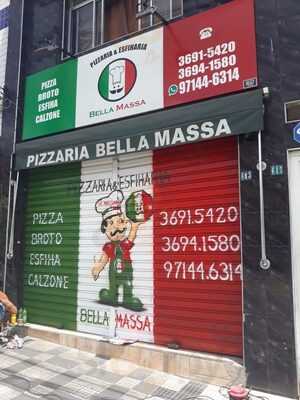 PIZZA
BROTO
ESFIHA
CALZONE
PIZZARIA & ESFIHARIA
BELLA MASSA
3691-5420
3694-1580
97144-6314
PIZZARIA BELLA MASSA
PIZZARIA & ESFIHARIA
PIZZA
BROTO
ESFIHA
CALZONE
3691.5420
3694.1580
97144.6314
BELLA MASSA